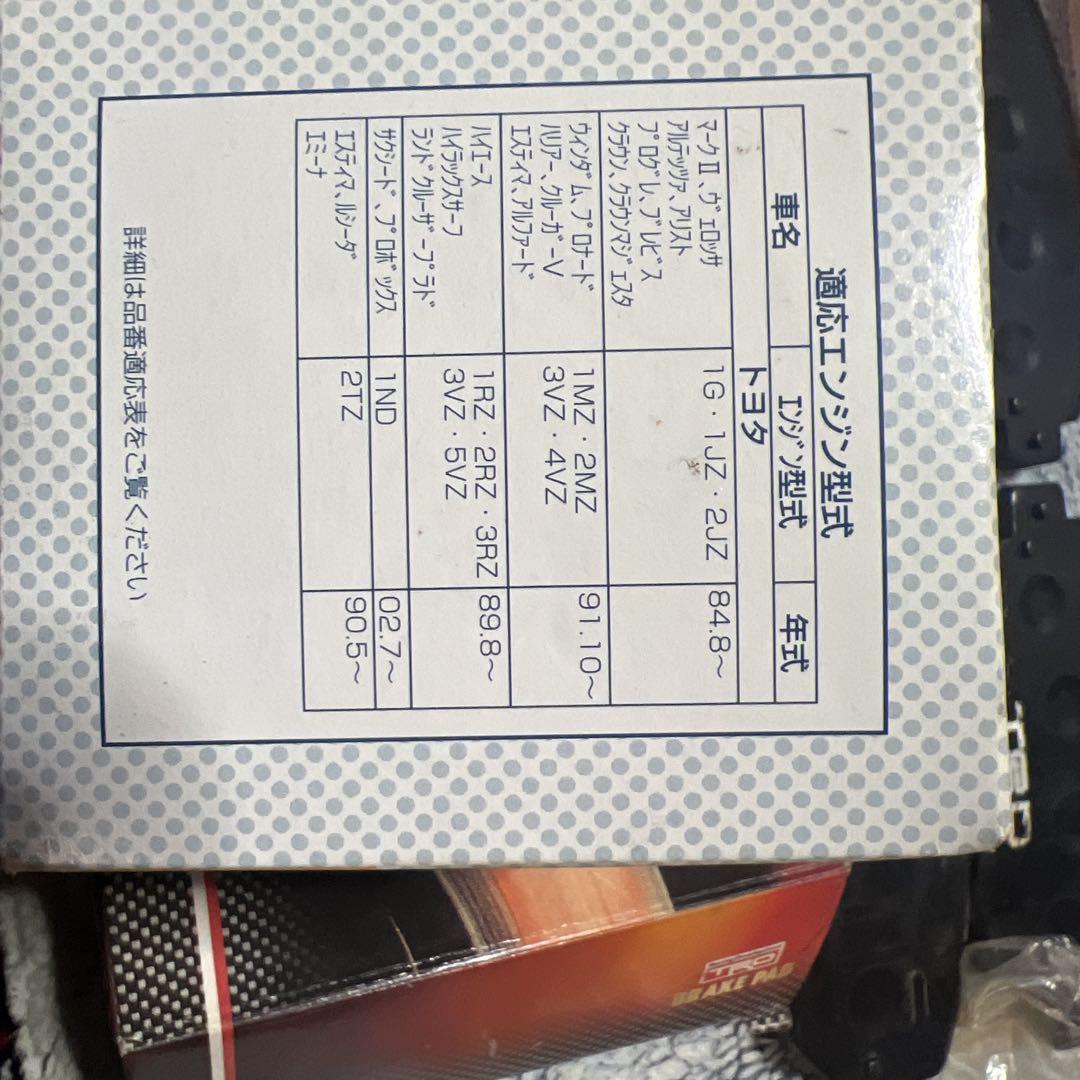 適応エンジン型式
車名 エンジン型式 年式
トヨタ
マークⅡ、ヴェロッサ
アルテッツァ、アリスト
プログレ、ブレビス
クラウン、クラウンマジェスタ
1G・1JZ・2JZ
84.8〜
ウィンダム、プロナード
ハリアー、クルーガーV
エスティマ、アルファード
1MZ・2MZ
3VZ・4VZ
91.10〜
ハイエース
ハイラックスサーフ
ランドクルーザープラド
1RZ・2RZ・3RZ
3VZ・5VZ
89.8〜
サクシード、プロボックス
1ND
02.7〜
エスティマ、ルシーダ
エミーナ
2TZ
90.5〜
詳細は品番適応表をご覧ください
TRD
TRD
BRAKE PAD